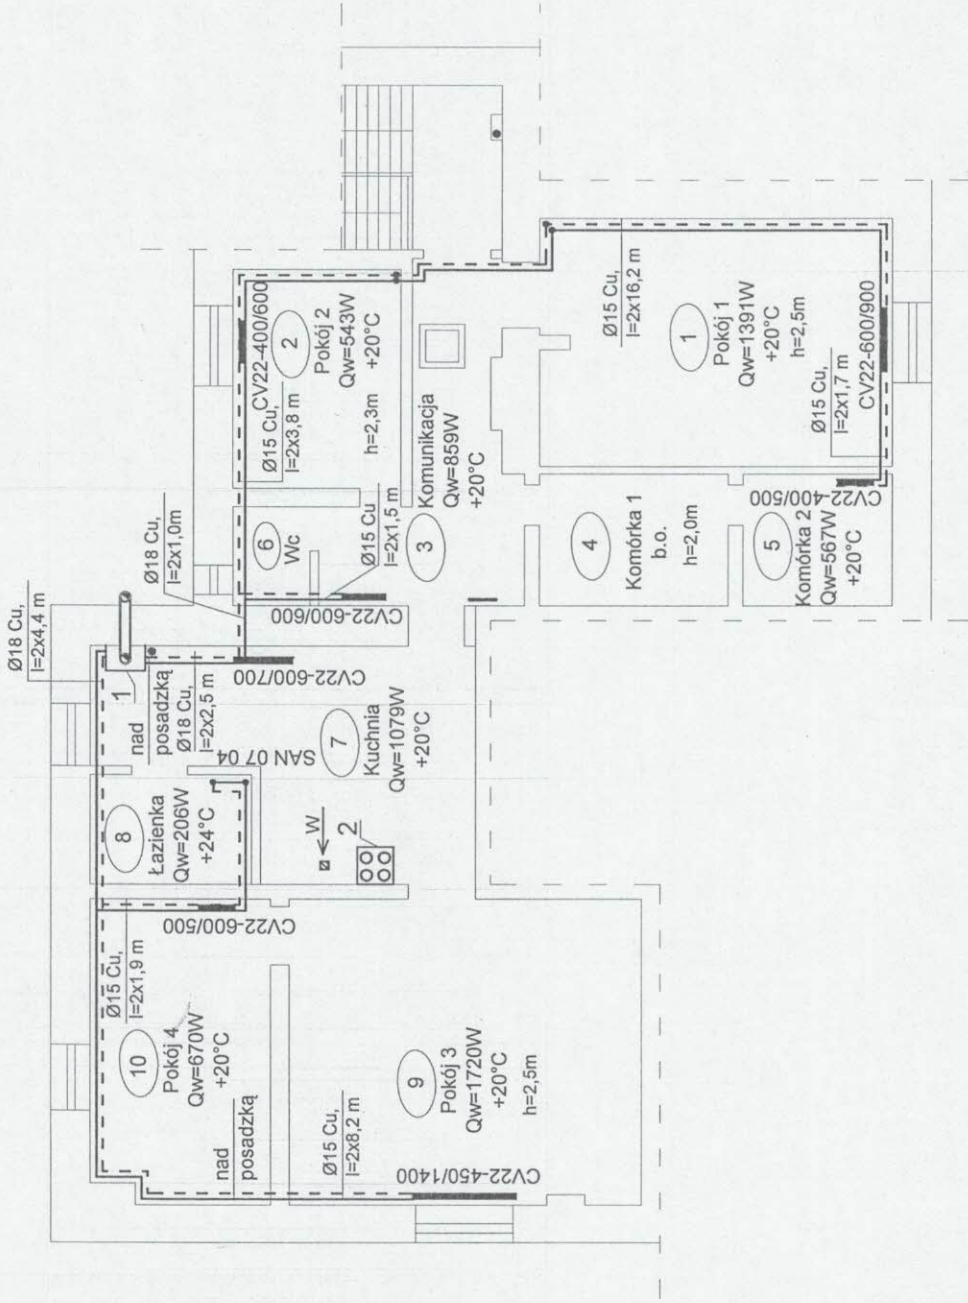 Ø18 Cu,
l=2x4,4 m
1
nad
posadzką
Ø18 Cu,
l=2x2,5 m
Ø18 Cu,
l=2x1,0m
CV22-600/700
SAN 07 04
7
Kuchnia
Qw=1079W
+20°C
W
2
8
Łazienka
Qw=206W
+24°C
CV22-600/500
Ø15 Cu,
l=2x1,9 m
10
Pokój 4
Qw=670W
+20°C
nad
posadzką
Ø15 Cu,
l=2x8,2 m
9
Pokój 3
Qw=1720W
+20°C
h=2,5m
CV22-450/1400
6
Wc
CV22-600/600
Ø15 Cu
l=2x1,5 m
Ø15 Cu,
l=2x3,8 m
CV22-400/600
2
Pokój 2
Qw=543W
+20°C
h=2,3m
3
Komunikacja
Qw=859W
+20°C
4
Komórka 1
b.o.
h=2,0m
5
Komórka 2
Qw=567W
+20°C
CV22-400/500
Ø15 Cu,
l=2x16,2 m
1
Pokój 1
Qw=1391W
+20°C
h=2,5m
Ø15 Cu,
l=2x1,7 m
CV22-600/900